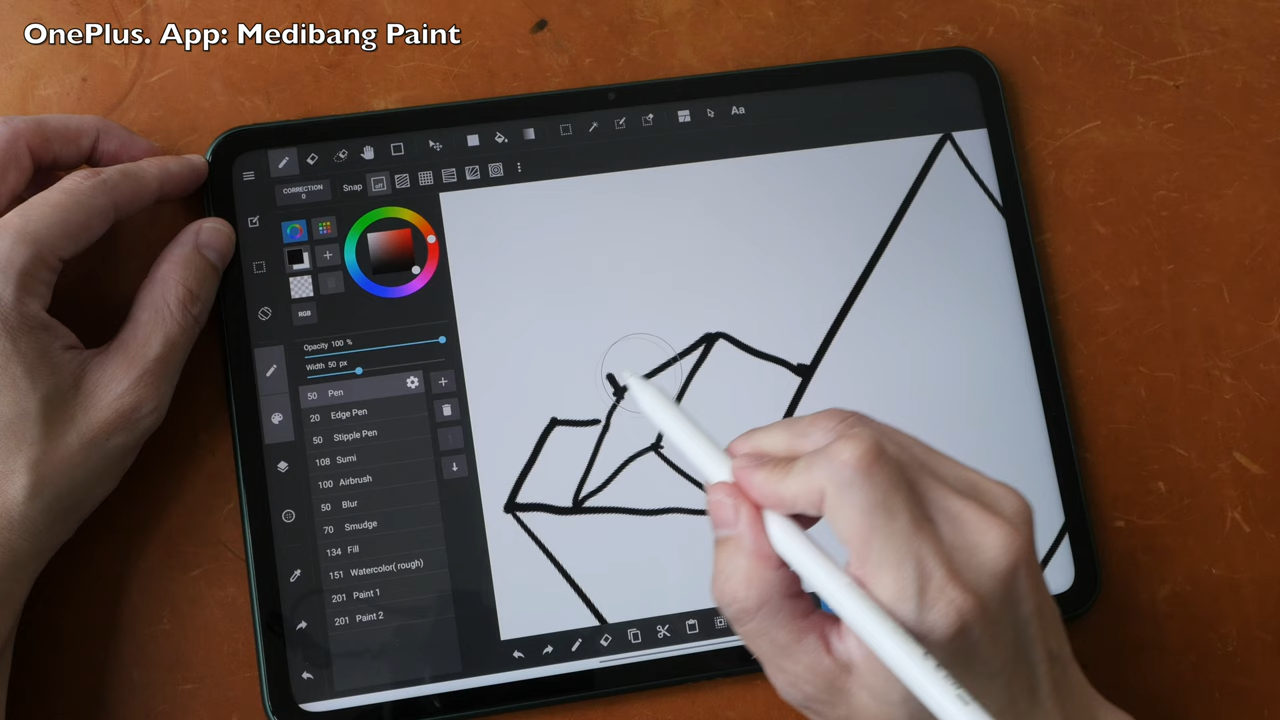 OnePlus. App: Medibang Paint
Aa
CORRECTION
0
Snap
off
RGB
Opacity 100 %
Width 50 px
50 Pen
20 Edge Pen
50 Stipple Pen
108 Sumi
100 Airbrush
50 Blur
70 Smudge
134 Fill
151 Watercolor( rough)
201 Paint 1
201 Paint 2